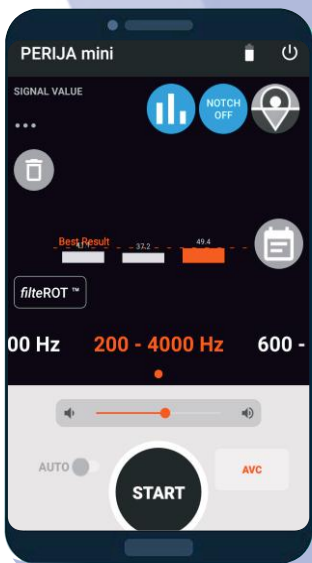 PERIJA mini
SIGNAL VALUE
...
NOTCH
OFF
Best Result
37.2
49.4
filteROT ™
00 Hz
200 - 4000 Hz
600 -
AUTO
START
AVC